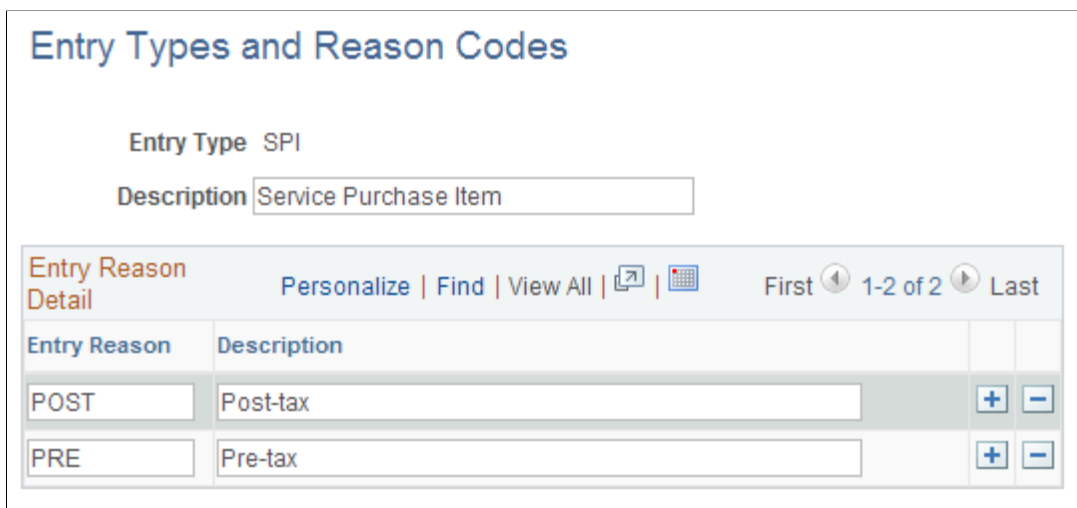 Entry Types and Reason Codes
Entry Type SPI
Description Service Purchase Item
Entry Reason Detail Personalize | Find | View All | | First 1-2 of 2 Last
Entry Reason Description
POST Post-tax
PRE Pre-tax